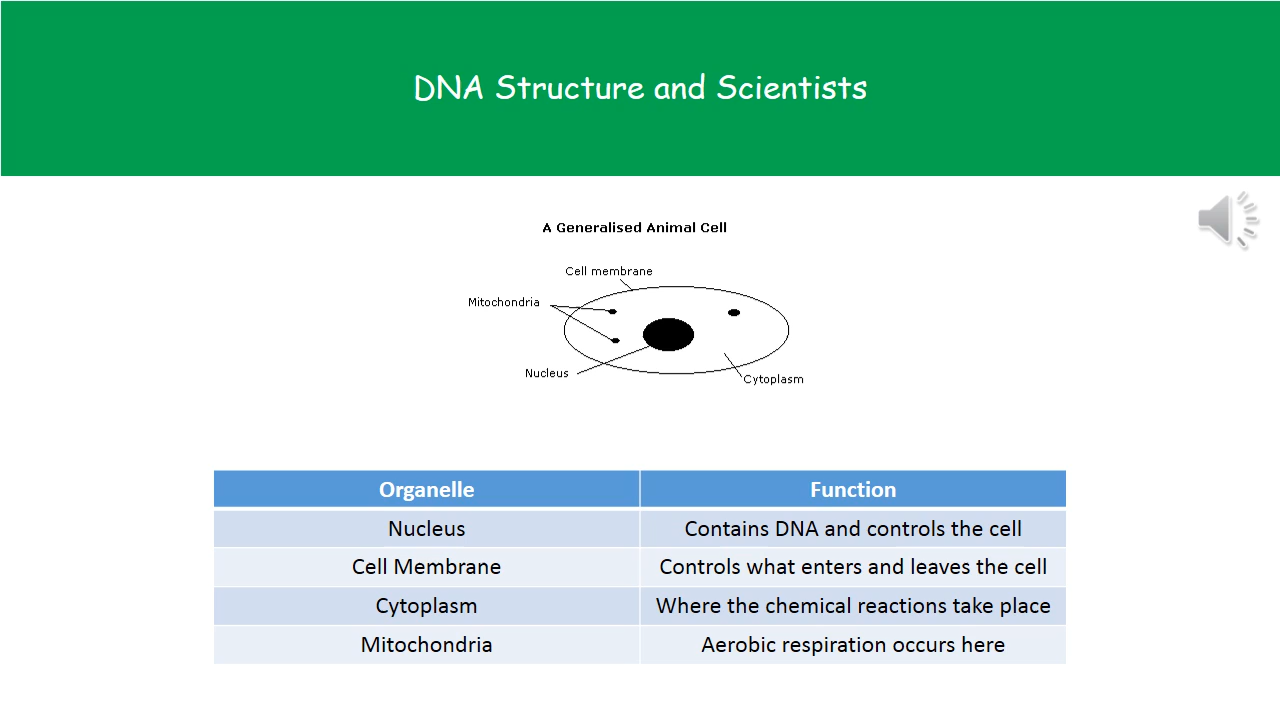 DNA Structure and Scientists
A Generalised Animal Cell
Cell membrane
Mitochondria
Nucleus
Cytoplasm
Organelle Function
Nucleus Contains DNA and controls the cell
Cell Membrane Controls what enters and leaves the cell
Cytoplasm Where the chemical reactions take place
Mitochondria Aerobic respiration occurs here